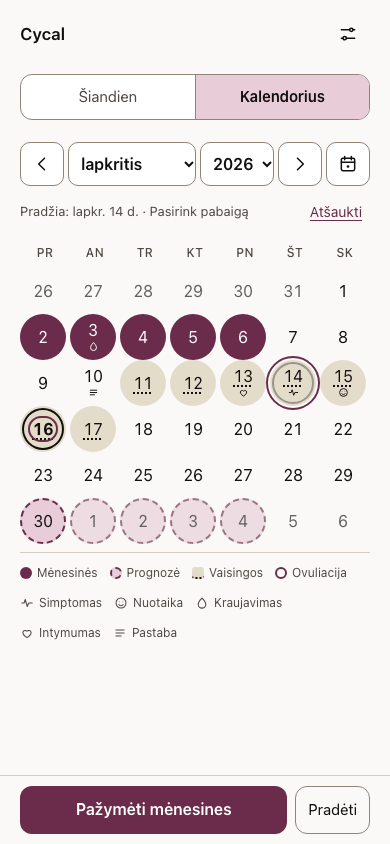 Cycal
Šiandien Kalendorius
lapkritis 2026
Pradžia: lapkr. 14 d. · Pasirink pabaigą Atšaukti
PR AN TR KT PN ŠT SK
26 27 28 29 30 31 1
2 3 4 5 6 7 8
9 10 11 12 13 14 15
16 17 18 19 20 21 22
23 24 25 26 27 28 29
30 1 2 3 4 5 6
Mėnesinės Prognozė Vaisingos Ovuliacija
Simptomas Nuotaika Kraujavimas
Intymumas Pastaba
Pažymėti mėnesines Pradėti